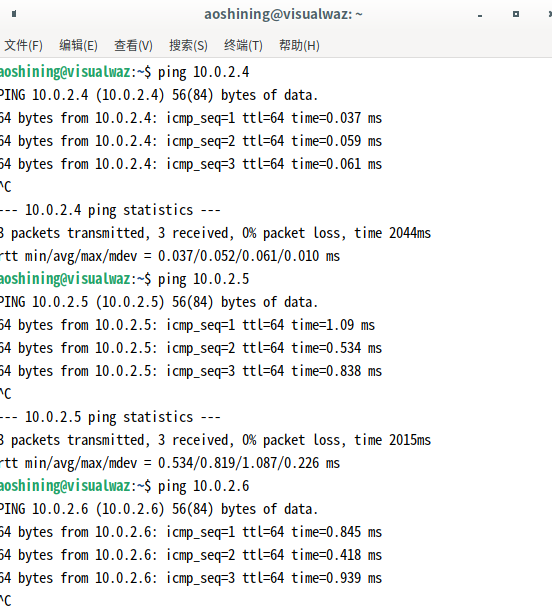 aoshining@visualwaz: ~
文件(F) 编辑(E) 查看(V) 搜索(S) 终端(T) 帮助(H)
aoshining@visualwaz:~$ ping 10.0.2.4
PING 10.0.2.4 (10.0.2.4) 56(84) bytes of data.
64 bytes from 10.0.2.4: icmp_seq=1 ttl=64 time=0.037 ms
64 bytes from 10.0.2.4: icmp_seq=2 ttl=64 time=0.059 ms
64 bytes from 10.0.2.4: icmp_seq=3 ttl=64 time=0.061 ms
^C
--- 10.0.2.4 ping statistics ---
3 packets transmitted, 3 received, 0% packet loss, time 2044ms
rtt min/avg/max/mdev = 0.037/0.052/0.061/0.010 ms
aoshining@visualwaz:~$ ping 10.0.2.5
PING 10.0.2.5 (10.0.2.5) 56(84) bytes of data.
64 bytes from 10.0.2.5: icmp_seq=1 ttl=64 time=1.09 ms
64 bytes from 10.0.2.5: icmp_seq=2 ttl=64 time=0.534 ms
64 bytes from 10.0.2.5: icmp_seq=3 ttl=64 time=0.838 ms
^C
--- 10.0.2.5 ping statistics ---
3 packets transmitted, 3 received, 0% packet loss, time 2015ms
rtt min/avg/max/mdev = 0.534/0.819/1.087/0.226 ms
aoshining@visualwaz:~$ ping 10.0.2.6
PING 10.0.2.6 (10.0.2.6) 56(84) bytes of data.
64 bytes from 10.0.2.6: icmp_seq=1 ttl=64 time=0.845 ms
64 bytes from 10.0.2.6: icmp_seq=2 ttl=64 time=0.418 ms
64 bytes from 10.0.2.6: icmp_seq=3 ttl=64 time=0.939 ms
^C